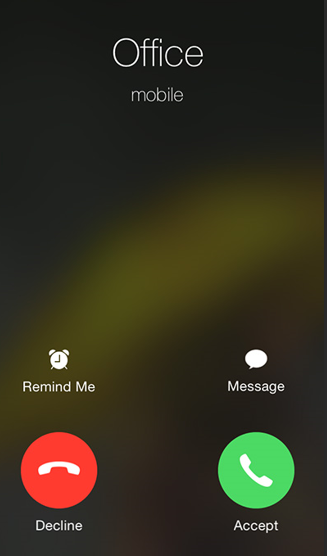 Office
mobile
Remind Me
Message
Decline
Accept